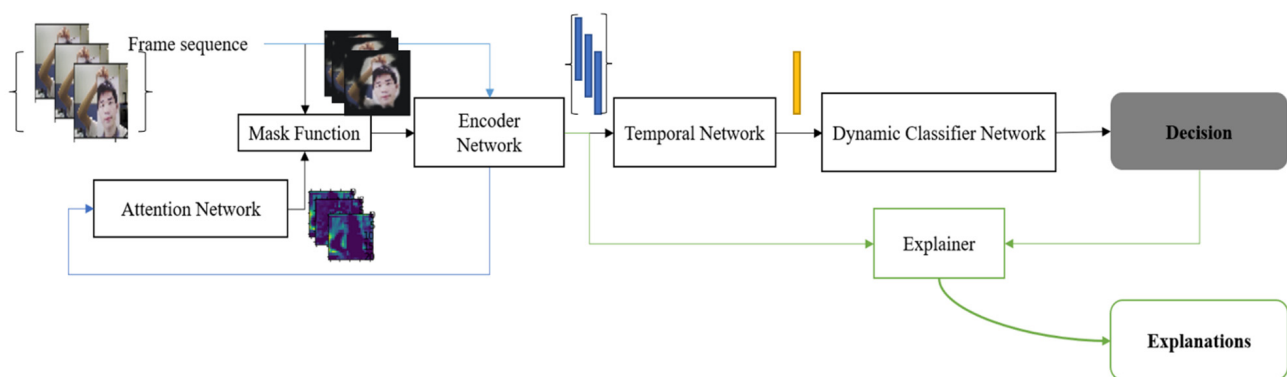 Frame sequence
Mask Function
Encoder
Network
Temporal Network
Dynamic Classifier Network
Decision
Attention Network
Explainer
Explanations